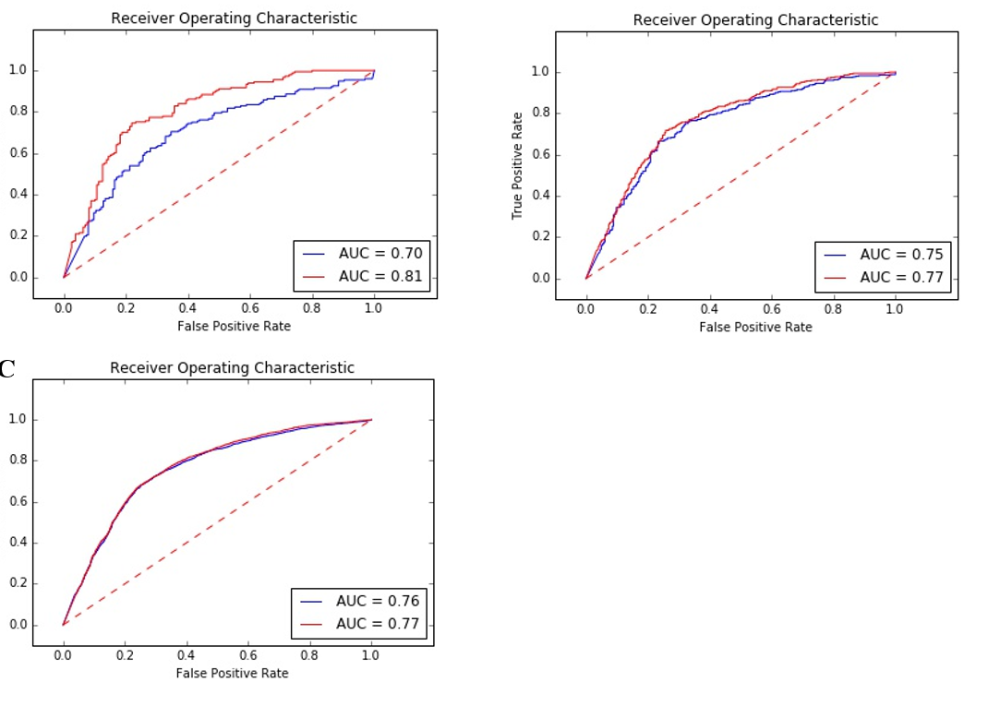 Receiver Operating Characteristic
1.0
0.8
0.6
0.4
0.2
0.0
AUC = 0.70
AUC = 0.81
0.0 0.2 0.4 0.6 0.8 1.0
False Positive Rate
Receiver Operating Characteristic
True Positive Rate
1.0
0.8
0.6
0.4
0.2
0.0
AUC = 0.75
AUC = 0.77
0.0 0.2 0.4 0.6 0.8 1.0
False Positive Rate
C
Receiver Operating Characteristic
1.0
0.8
0.6
0.4
0.2
0.0
AUC = 0.76
AUC = 0.77
0.0 0.2 0.4 0.6 0.8 1.0
False Positive Rate